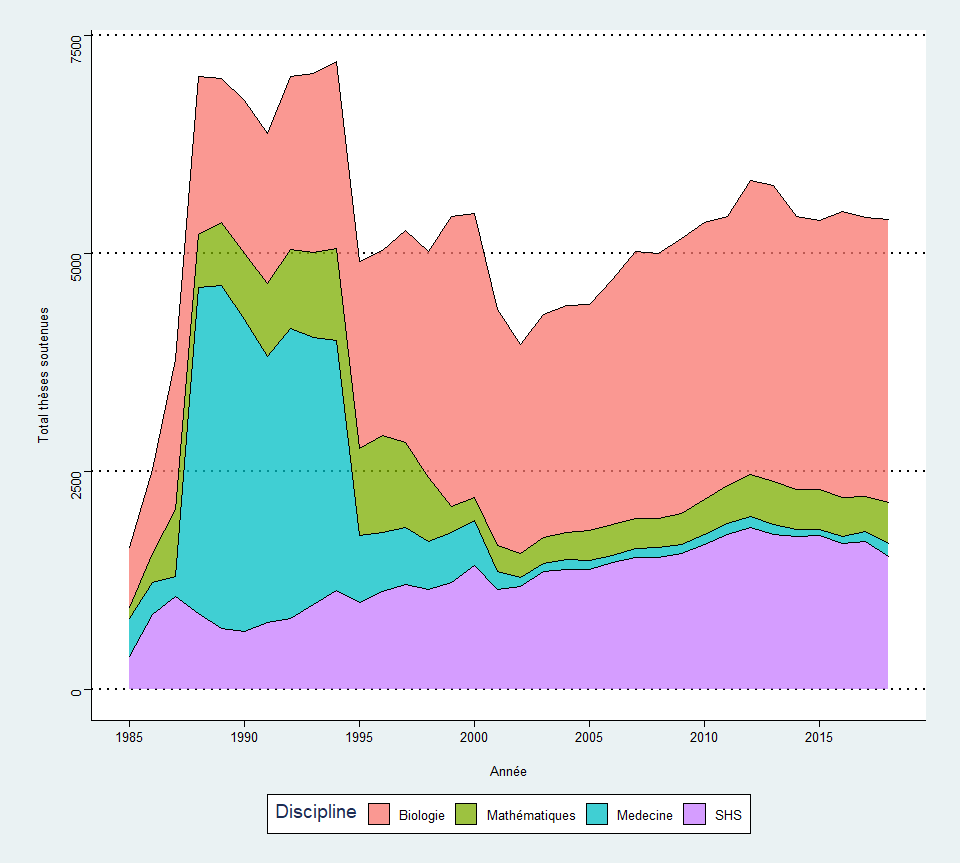 7500
5000
2500
0
Total thèses soutenues
1985 1990 1995 2000 2005 2010 2015
Année
Discipline Biologie Mathématiques Medecine SHS